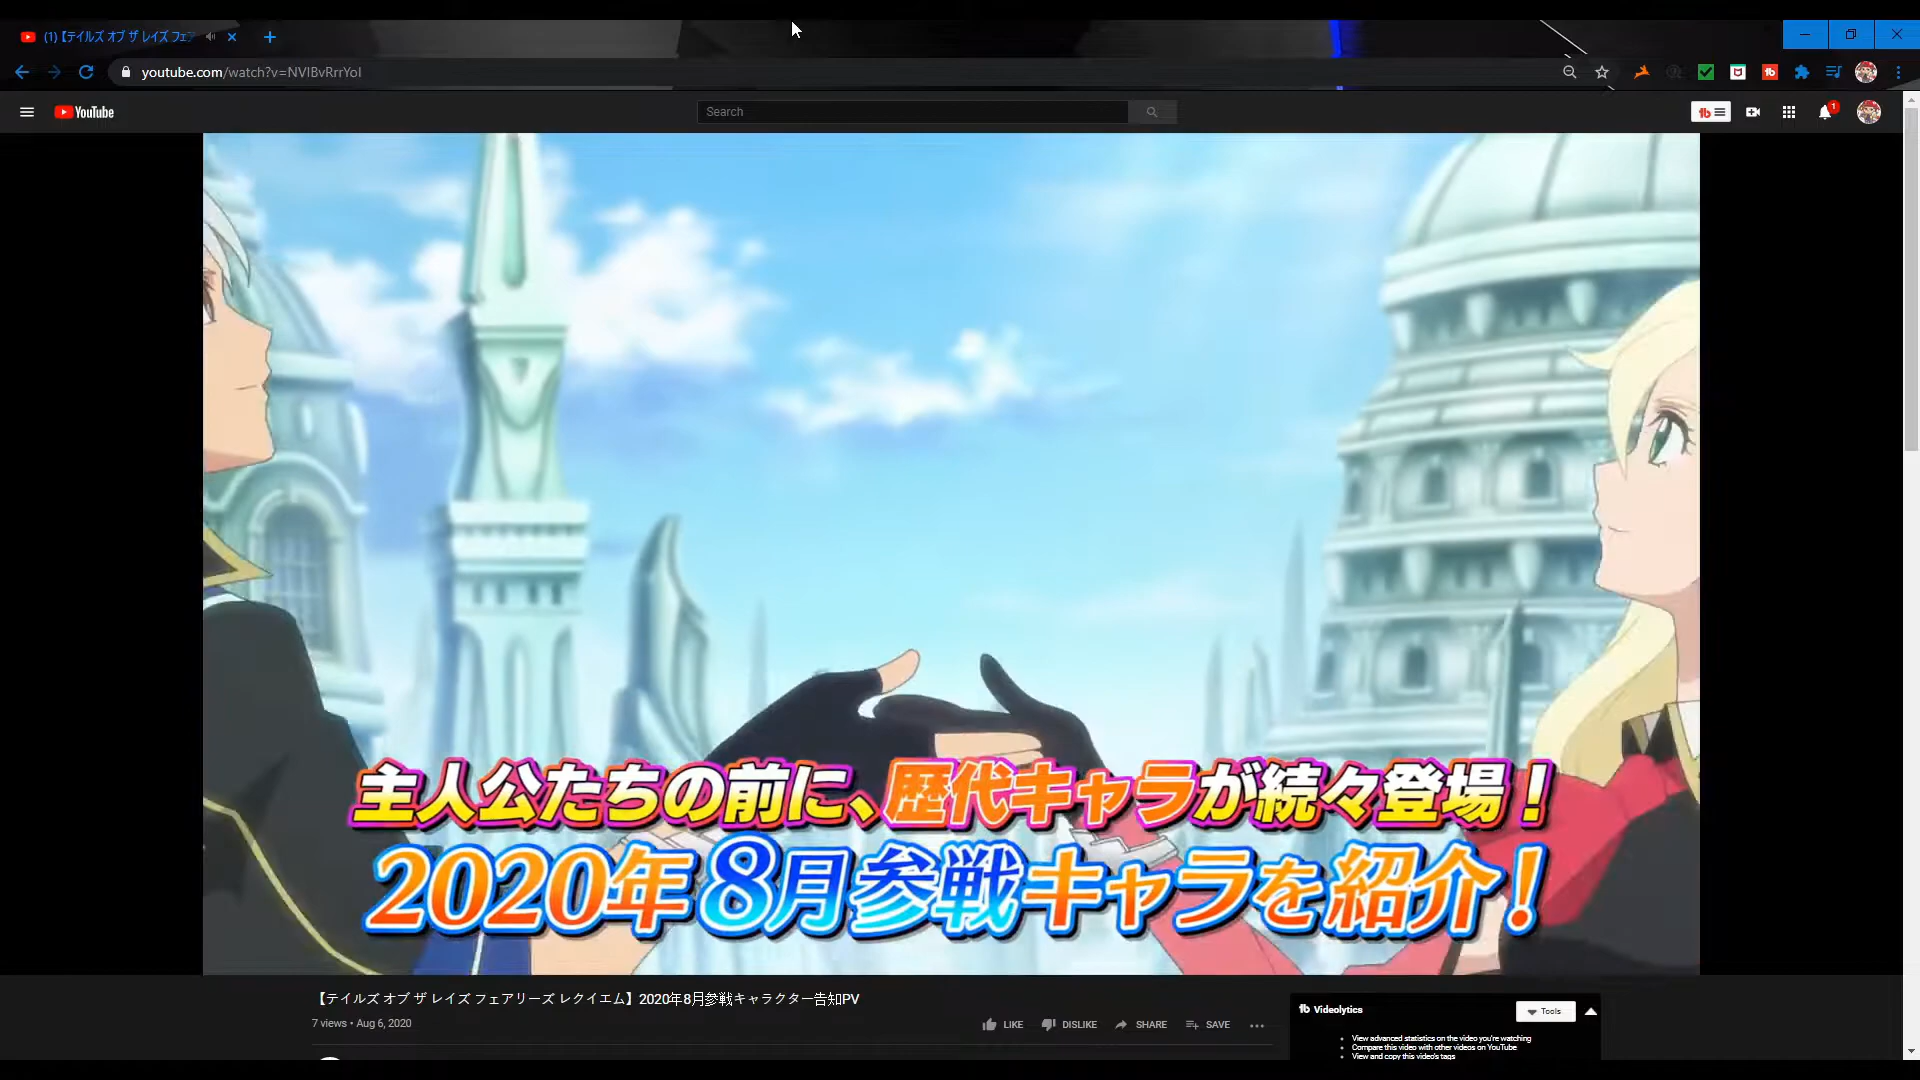 (1)【テイルズ オブ ザ レイズ フェア
youtube.com/watch?v=NVIBvRrrYoI
YouTube
Search
1
主人公たちの前に、歴代キャラが続々登場！
2020年8月参戦キャラを紹介！
【テイルズ オブ ザ レイズ フェアリーズ レクイエム】2020年8月参戦キャラクター告知PV
7 views • Aug 6, 2020
LIKE
DISLIKE
SHARE
SAVE
Videolytics
Tools
View advanced statistics on the video you're watching
Compare this video with other videos on YouTube
View and copy this video's tags